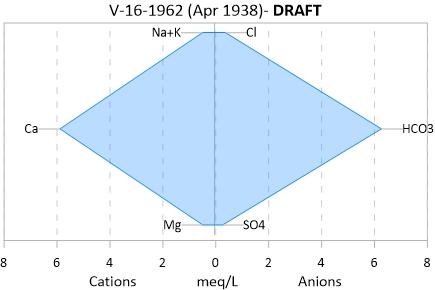 V-16-1962 (Apr 1938)- DRAFT
Na+K Cl
Ca HCO3
Mg SO4
8 6 4 2 0 2 4 6 8
Cations meq/L Anions